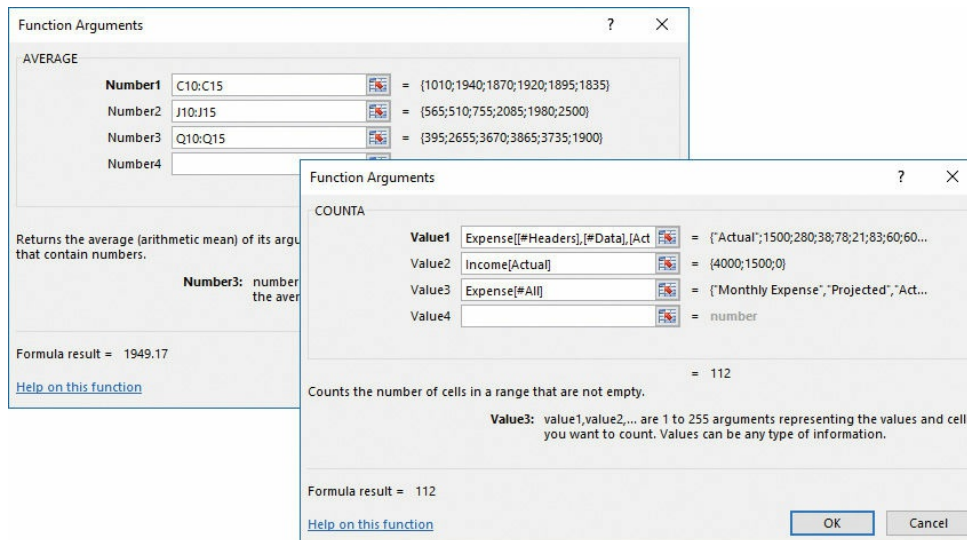 Function Arguments ? ×
AVERAGE
Number1 C10:C15 = {1010;1940;1870;1920;1895;1835}
Number2 J10:J15 = {565;510;755;2085;1980;2500}
Number3 Q10:Q15 = {395;2655;3670;3865;3735;1900}
Number4
Returns the average (arithmetic mean) of its argu
that contain numbers.
Number3: number
the aver
Formula result = 1949.17
Help on this function
Function Arguments ? ×
COUNTA
Value1 Expense[[#Headers],[#Data],[Act = {"Actual";1500;280;38;78;21;83;60;60...
Value2 Income[Actual] = {4000;1500;0}
Value3 Expense[#All] = {"Monthly Expense","Projected","Act...
Value4 = number
= 112
Counts the number of cells in a range that are not empty.
Value3: value1,value2,... are 1 to 255 arguments representing the values and cell
you want to count. Values can be any type of information.
Formula result = 112
Help on this function
OK Cancel